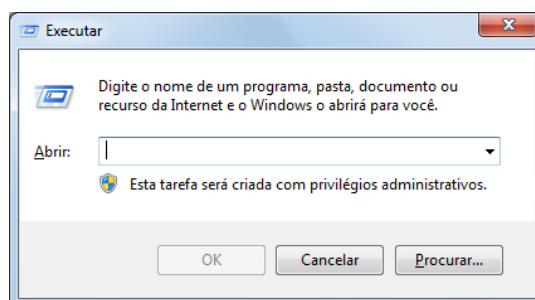 Executar
Digite o nome de um programa, pasta, documento ou
recurso da Internet e o Windows o abrirá para você.
Abrir:
Esta tarefa será criada com privilégios administrativos.
OK Cancelar Procurar...